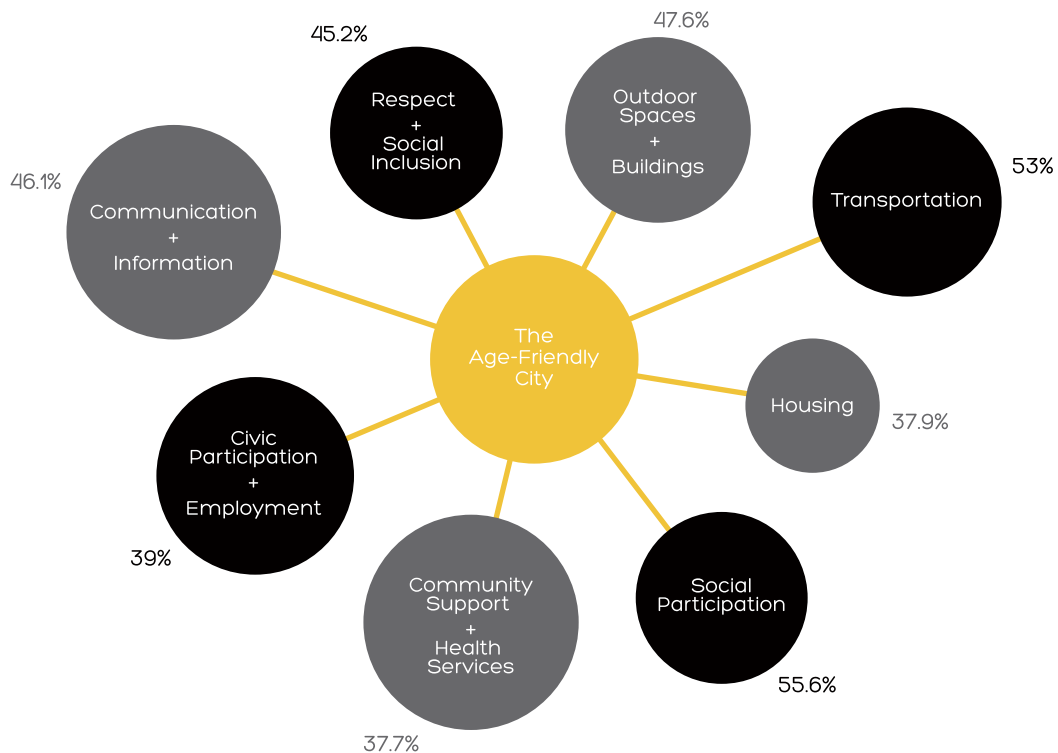 45.2%
Respect
+
Social
Inclusion
47.6%
Outdoor
Spaces
+
Buildings
53%
Transportation
46.1%
Communication
+
Information
The
Age-Friendly
City
Housing
37.9%
Civic
Participation
+
Employment
39%
Community
Support
+
Health
Services
37.7%
Social
Participation
55.6%